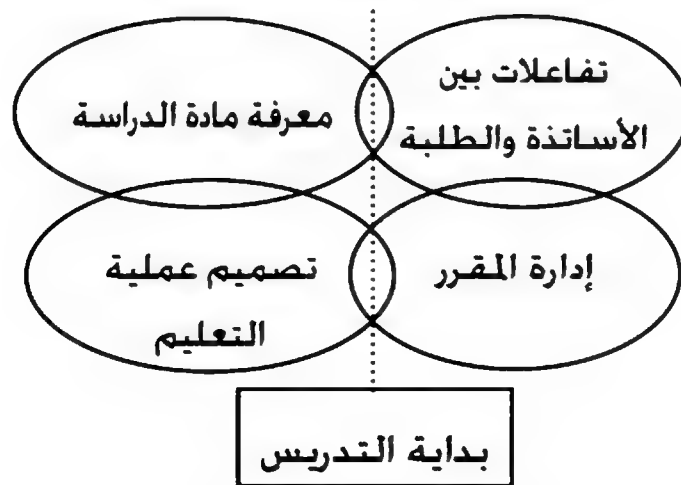 تفاعلات بين
الأساتذة والطلبة
معرفة مادة الدراسة
إدارة المقرر
تصميم عملية
التعليم
بداية التدريس